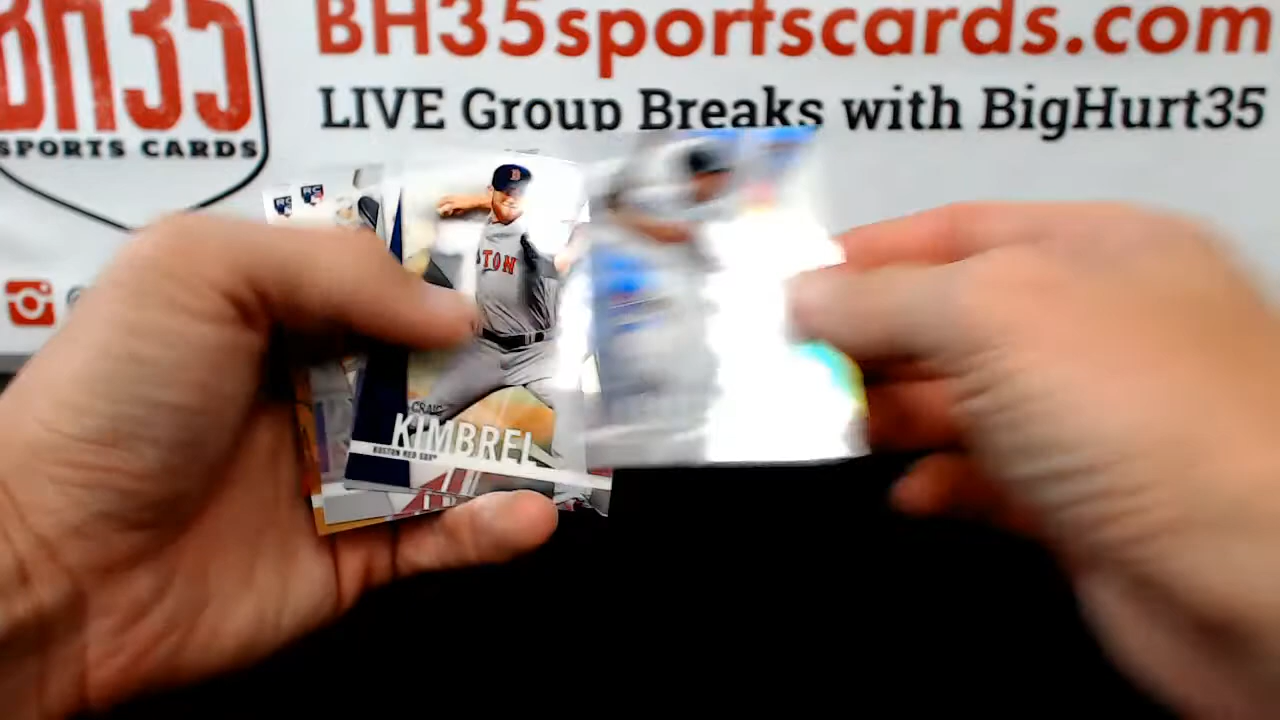 BH35
SPORTS CARDS
BH35sportscards.com
LIVE Group Breaks with BigHurt35
RC
RC
B
TON
CRAIG
KIMBREL
BOSTON RED SOX